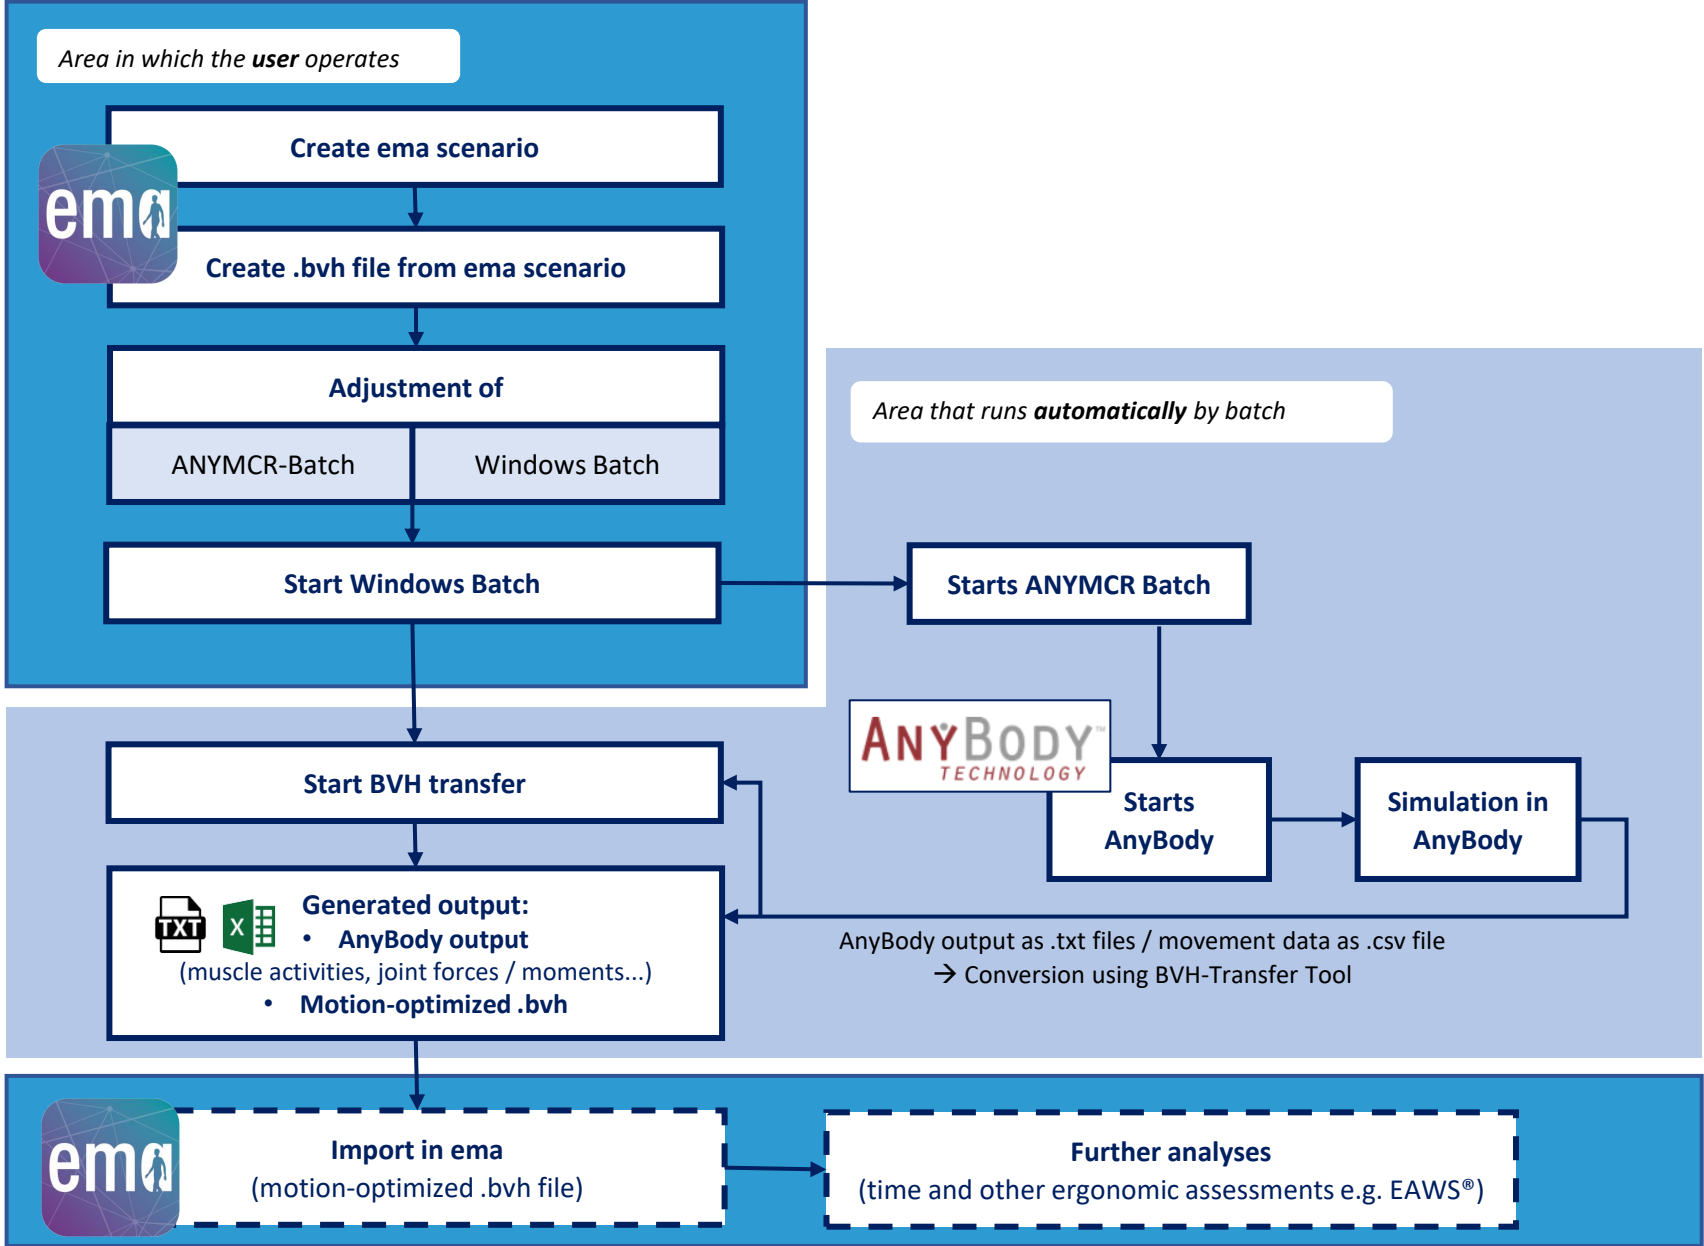 Area in which the user operates
Create ema scenario
ema
Create .bvh file from ema scenario
Adjustment of
ANYMCR-Batch
Windows Batch
Start Windows Batch
Area that runs automatically by batch
Starts ANYMCR Batch
ANYBODY™
TECHNOLOGY
Starts
AnyBody
Simulation in
AnyBody
Start BVH transfer
TXT
X
Generated output:
• AnyBody output
(muscle activities, joint forces / moments...)
• Motion-optimized .bvh
AnyBody output as .txt files / movement data as .csv file
→ Conversion using BVH-Transfer Tool
ema
Import in ema
(motion-optimized .bvh file)
Further analyses
(time and other ergonomic assessments e.g. EAWS®)